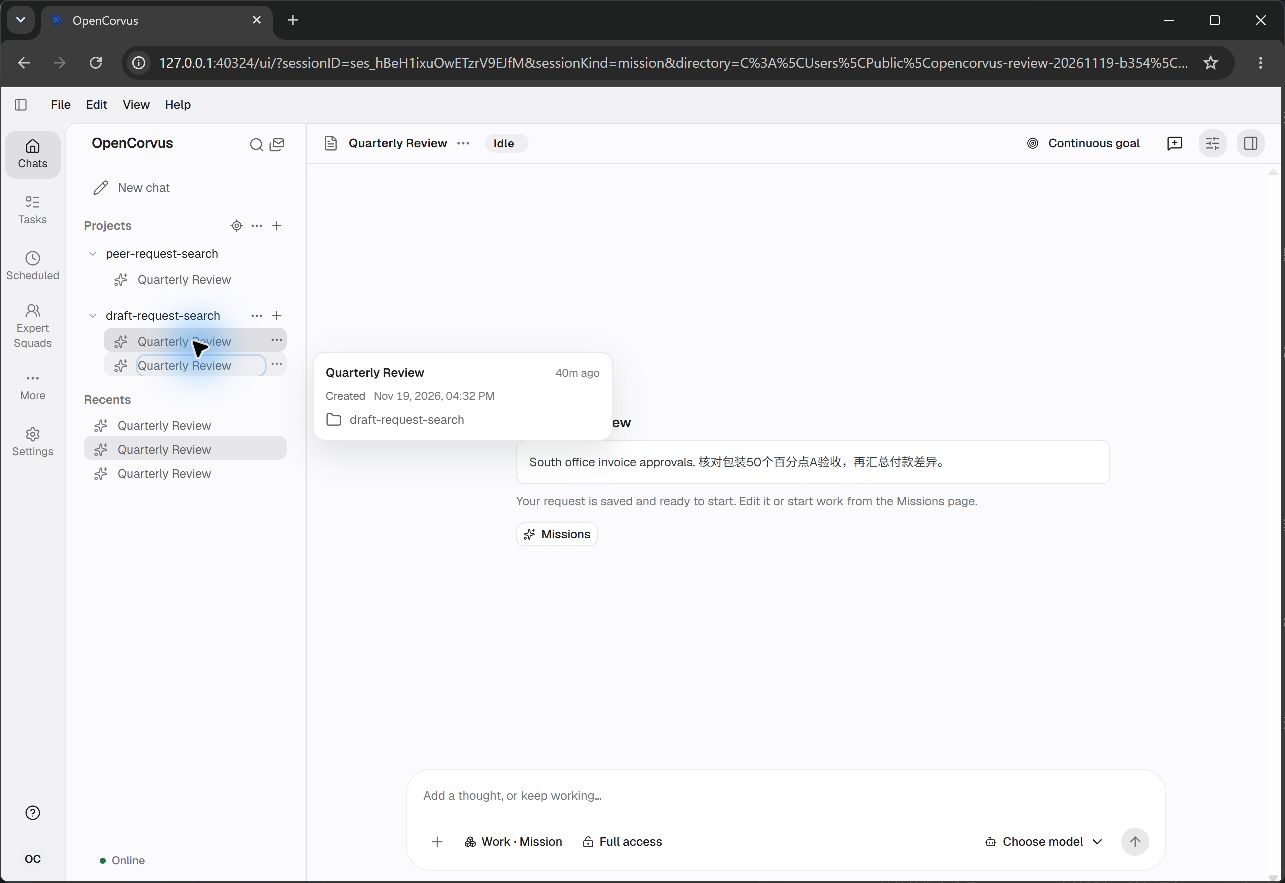 OpenCorvus
127.0.0.1:40324/ui/?sessionID=ses_hBeH1ixuOwETzrV9EJfM&sessionKind=mission&directory=C%3A%5CUsers%5CPublic%5Copencorvus-review-20261119-b354%5C...
File Edit View Help
Chats
Tasks
Scheduled
Expert
Squads
More
Settings
OC
OpenCorvus
New chat
Projects
peer-request-search
Quarterly Review
draft-request-search
Quarterly Review
Quarterly Review
Recents
Quarterly Review
Quarterly Review
Quarterly Review
Online
Quarterly Review
Idle
Continuous goal
Quarterly Review 40m ago
Created Nov 19, 2026, 04:32 PM
draft-request-search
ew
South office invoice approvals. 核对包装50个百分点A验收，再汇总付款差异。
Your request is saved and ready to start. Edit it or start work from the Missions page.
Missions
Add a thought, or keep working...
Work · Mission Full access Choose model